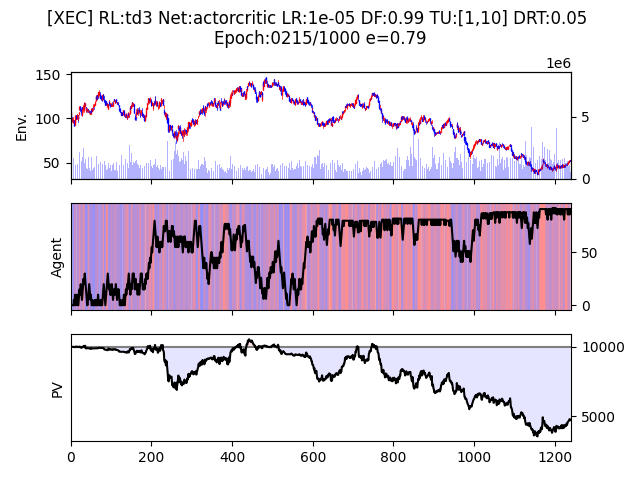 [XEC] RL:td3 Net:actorcritic LR:1e-05 DF:0.99 TU:[1,10] DRT:0.05
Epoch:0215/1000 e=0.79
1e6
150
100
50
Env.
5
0
Agent
50
0
PV
10000
5000
0 200 400 600 800 1000 1200